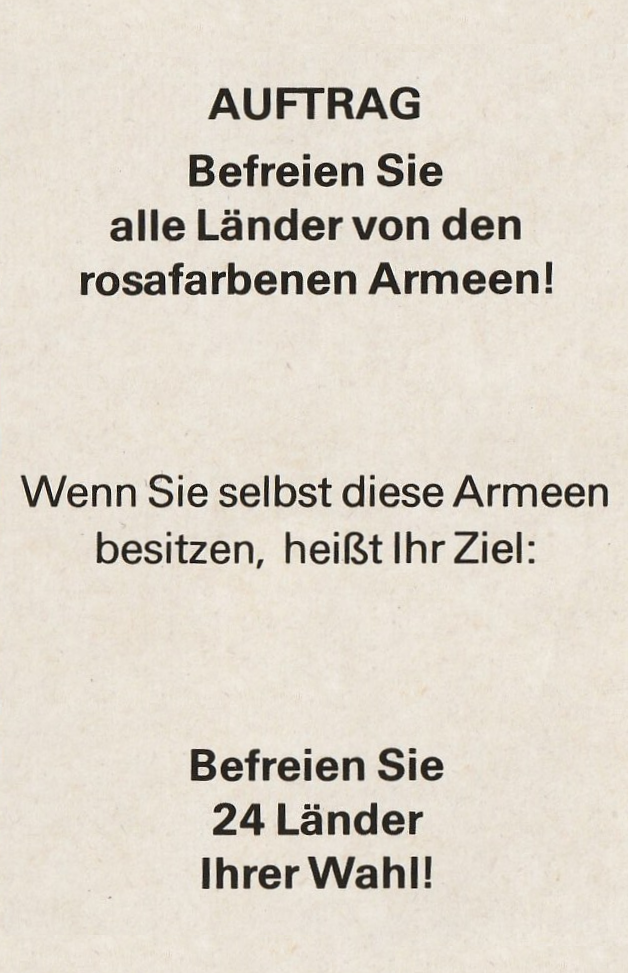 AUFTRAG
Befreien Sie
alle Länder von den
rosafarbenen Armeen!
Wenn Sie selbst diese Armeen
besitzen, heißt Ihr Ziel:
Befreien Sie
24 Länder
Ihrer Wahl!